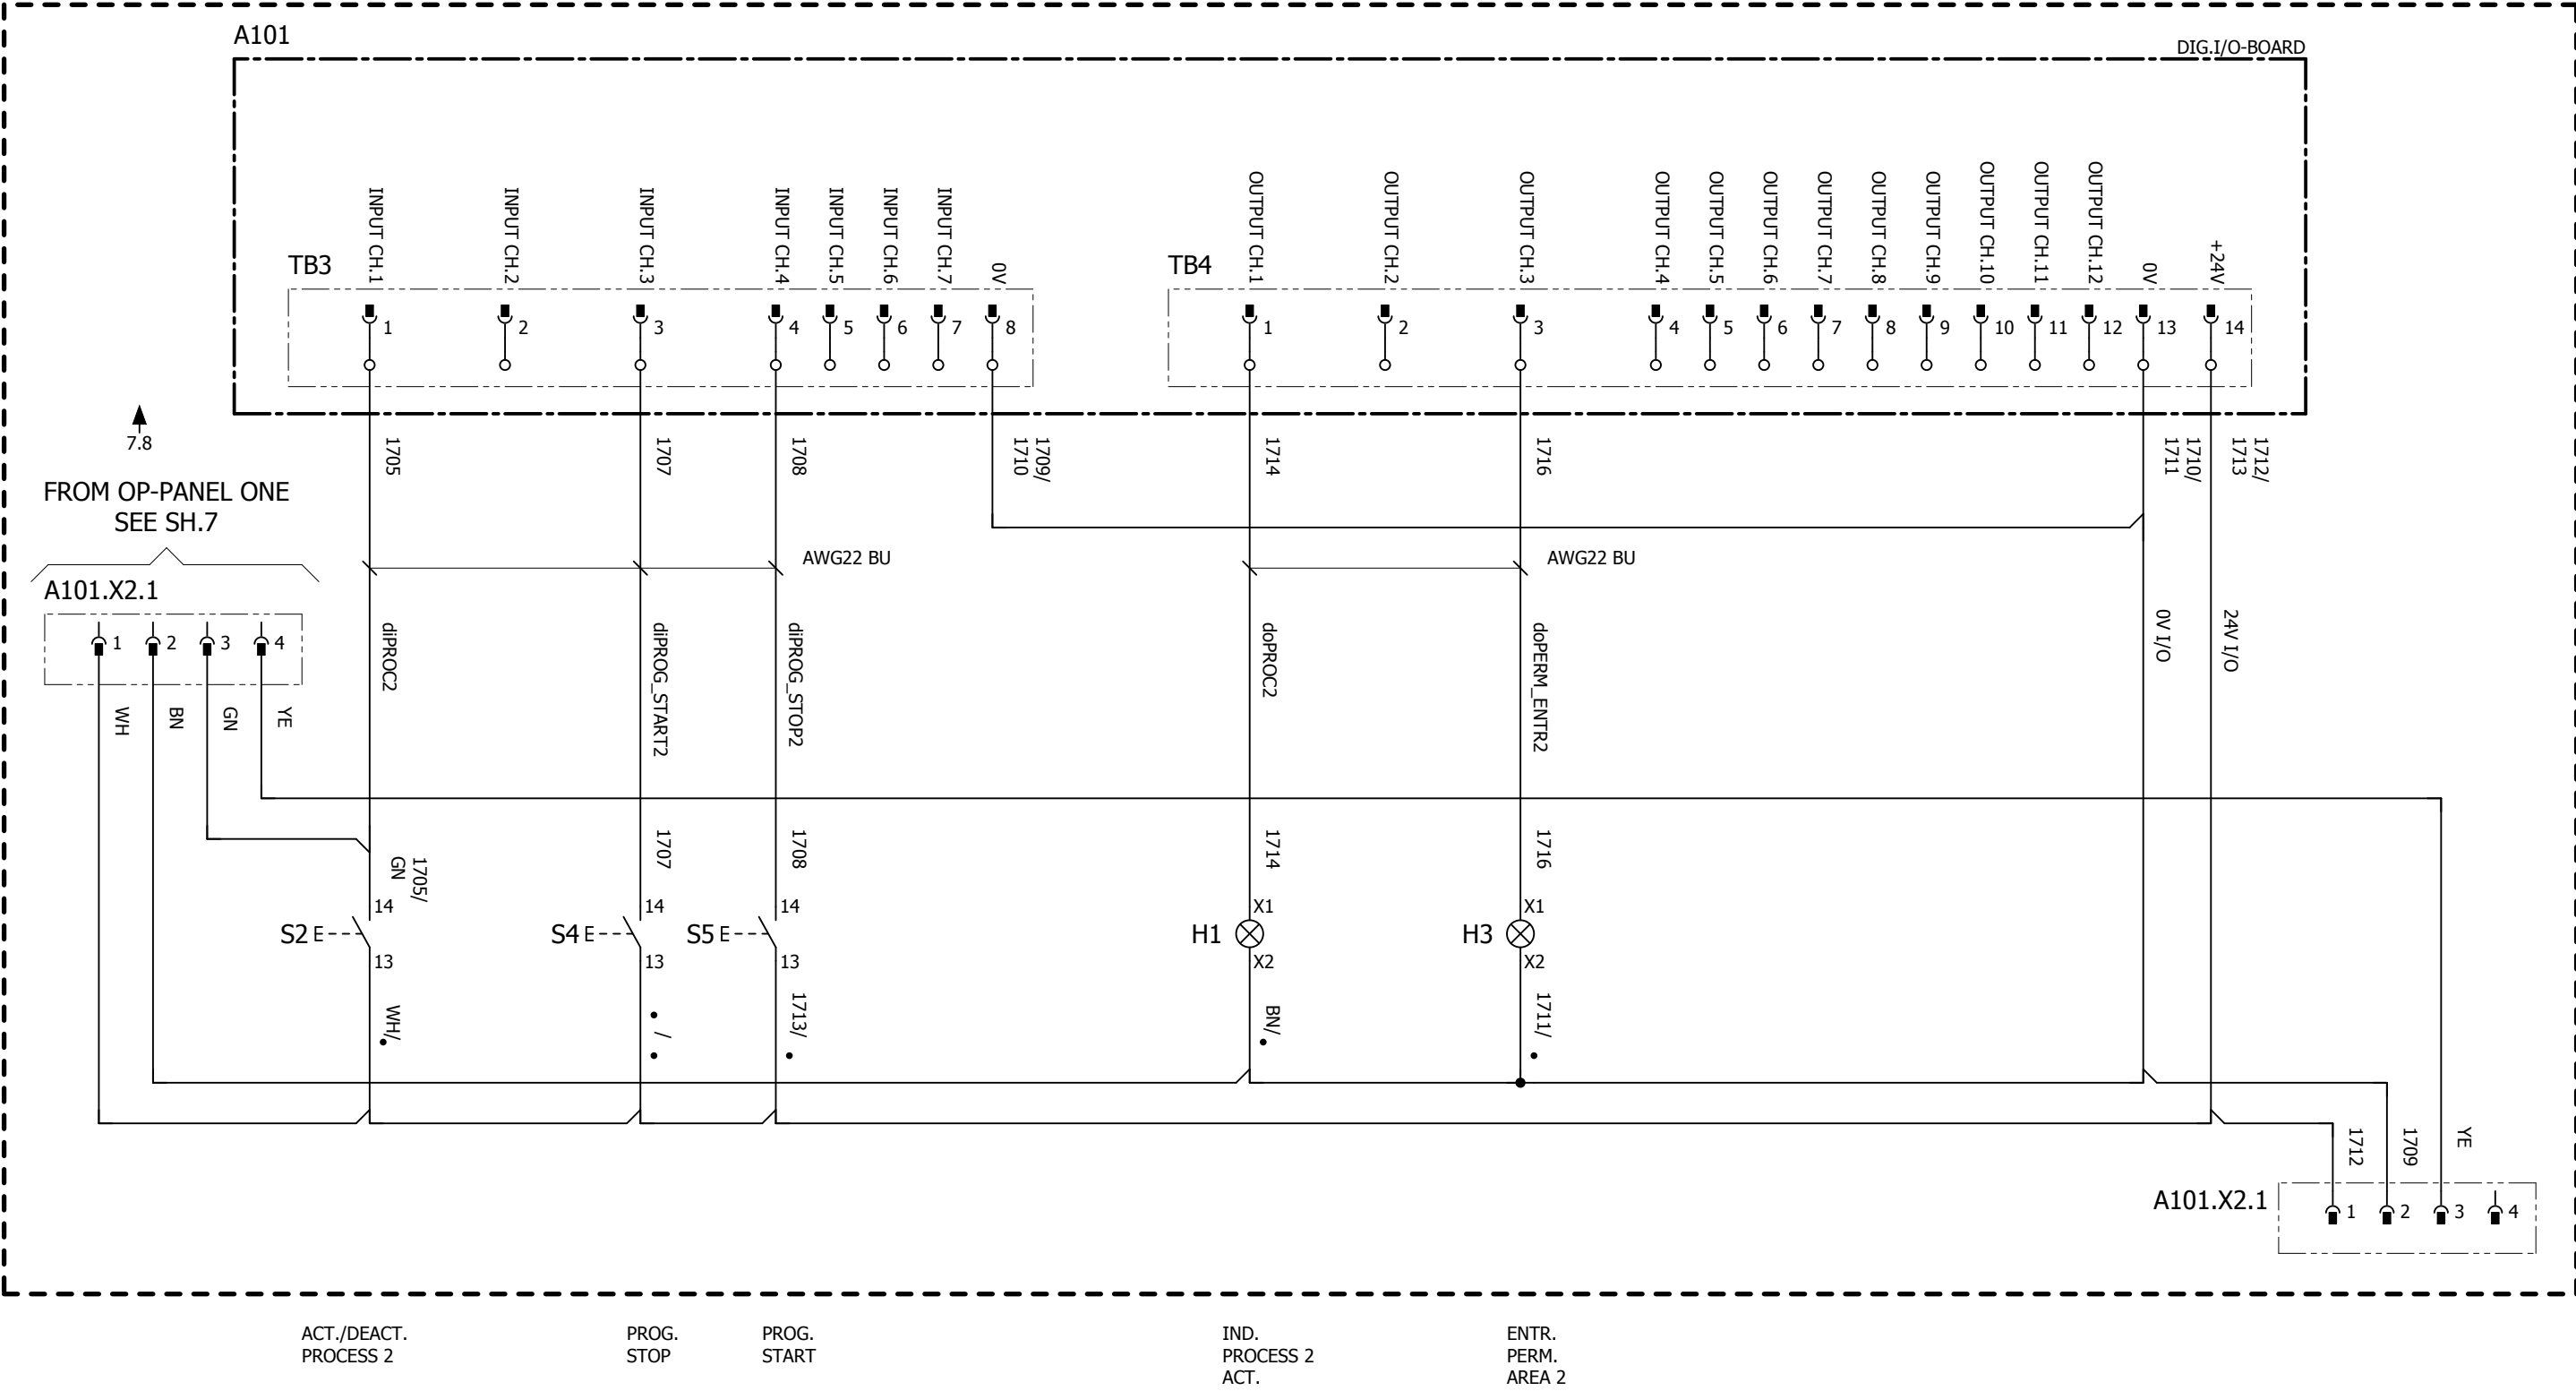 A101
DIG.I/O-BOARD
INPUT CH.1
INPUT CH.2
INPUT CH.3
INPUT CH.4
INPUT CH.5
INPUT CH.6
INPUT CH.7
0V
OUTPUT CH.1
OUTPUT CH.2
OUTPUT CH.3
OUTPUT CH.4
OUTPUT CH.5
OUTPUT CH.6
OUTPUT CH.7
OUTPUT CH.8
OUTPUT CH.9
OUTPUT CH.10
OUTPUT CH.11
OUTPUT CH.12
0V
+24V
TB3
1 2 3 4 5 6 7 8
TB4
1 2 3 4 5 6 7 8 9 10 11 12 13 14
7.8
FROM OP-PANEL ONE
SEE SH.7
1705
1707
1708
1709/
1710
1714
1716
1710/
1711
1712/
1713
AWG22 BU
AWG22 BU
A101.X2.1
1 2 3 4
WH
BN
GN
YE
diPROC2
diPROG_START2
diPROG_STOP2
doPROC2
doPERM_ENTR2
0V I/O
24V I/O
1705/
GN
1707
1708
1714
1716
S2 E
14
13
S4 E
14
13
S5 E
14
13
H1
X1
X2
H3
X1
X2
WH/
/
1713/
BN/
1711/
1712
1709
YE
A101.X2.1
1 2 3 4
ACT./DEACT.
PROCESS 2
PROG.
STOP
PROG.
START
IND.
PROCESS 2
ACT.
ENTR.
PERM.
AREA 2